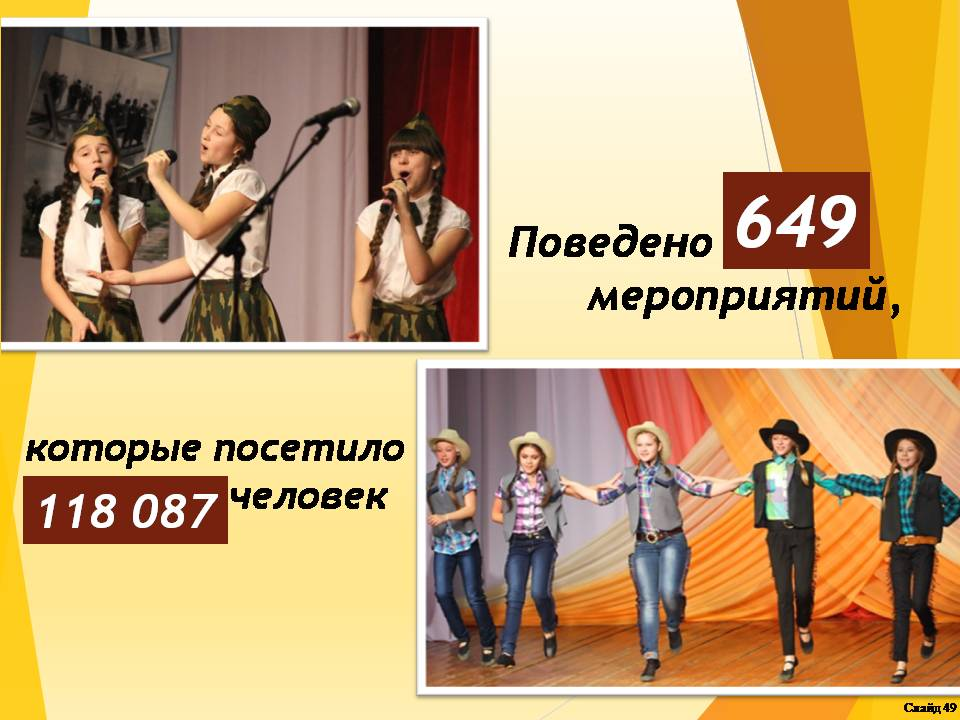 Поведено 649
мероприятий,
которые посетило
118 087 человек
Слайд 49